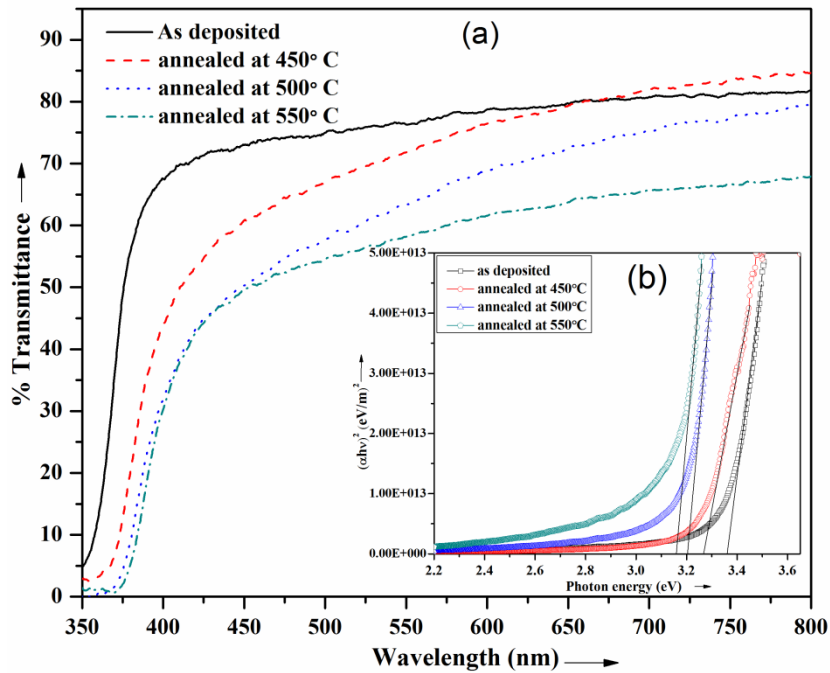 (a)
As deposited
annealed at 450° C
annealed at 500° C
annealed at 550° C
% Transmittance
95
90
80
70
60
50
40
30
20
10
5
0
350 400 450 500 550 600 650 700 750 800
Wavelength (nm)
(b)
as deposited
annealed at 450°C
annealed at 500°C
annealed at 550°C
(αhν)² (eV/m)²
5.00E+013
4.00E+013
3.00E+013
2.00E+013
1.00E+013
0.00E+000
2.2 2.4 2.6 2.8 3.0 3.2 3.4 3.6
Photon energy (eV)